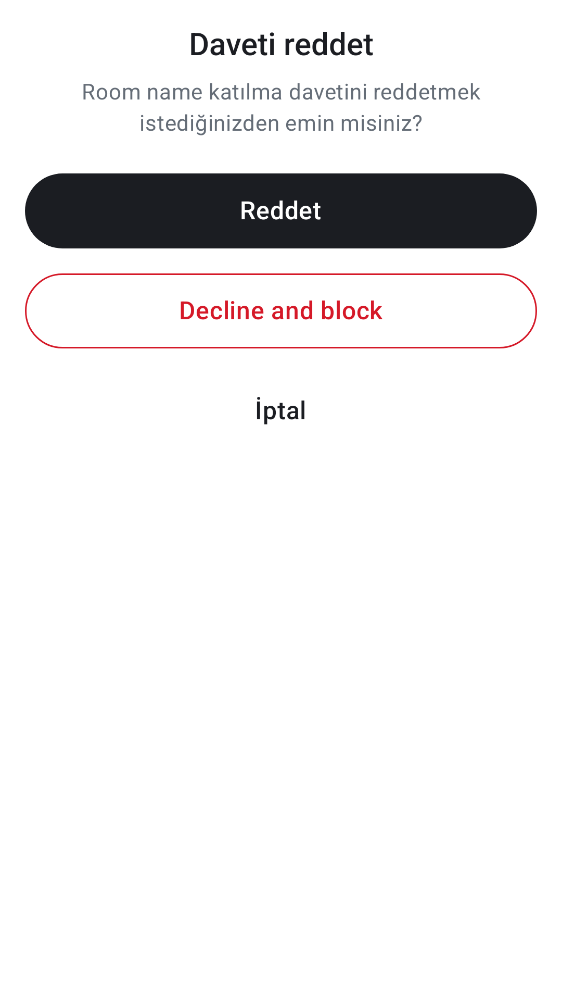 Daveti reddet
Room name katılma davetini reddetmek
istediğinizden emin misiniz?
Reddet
Decline and block
İptal